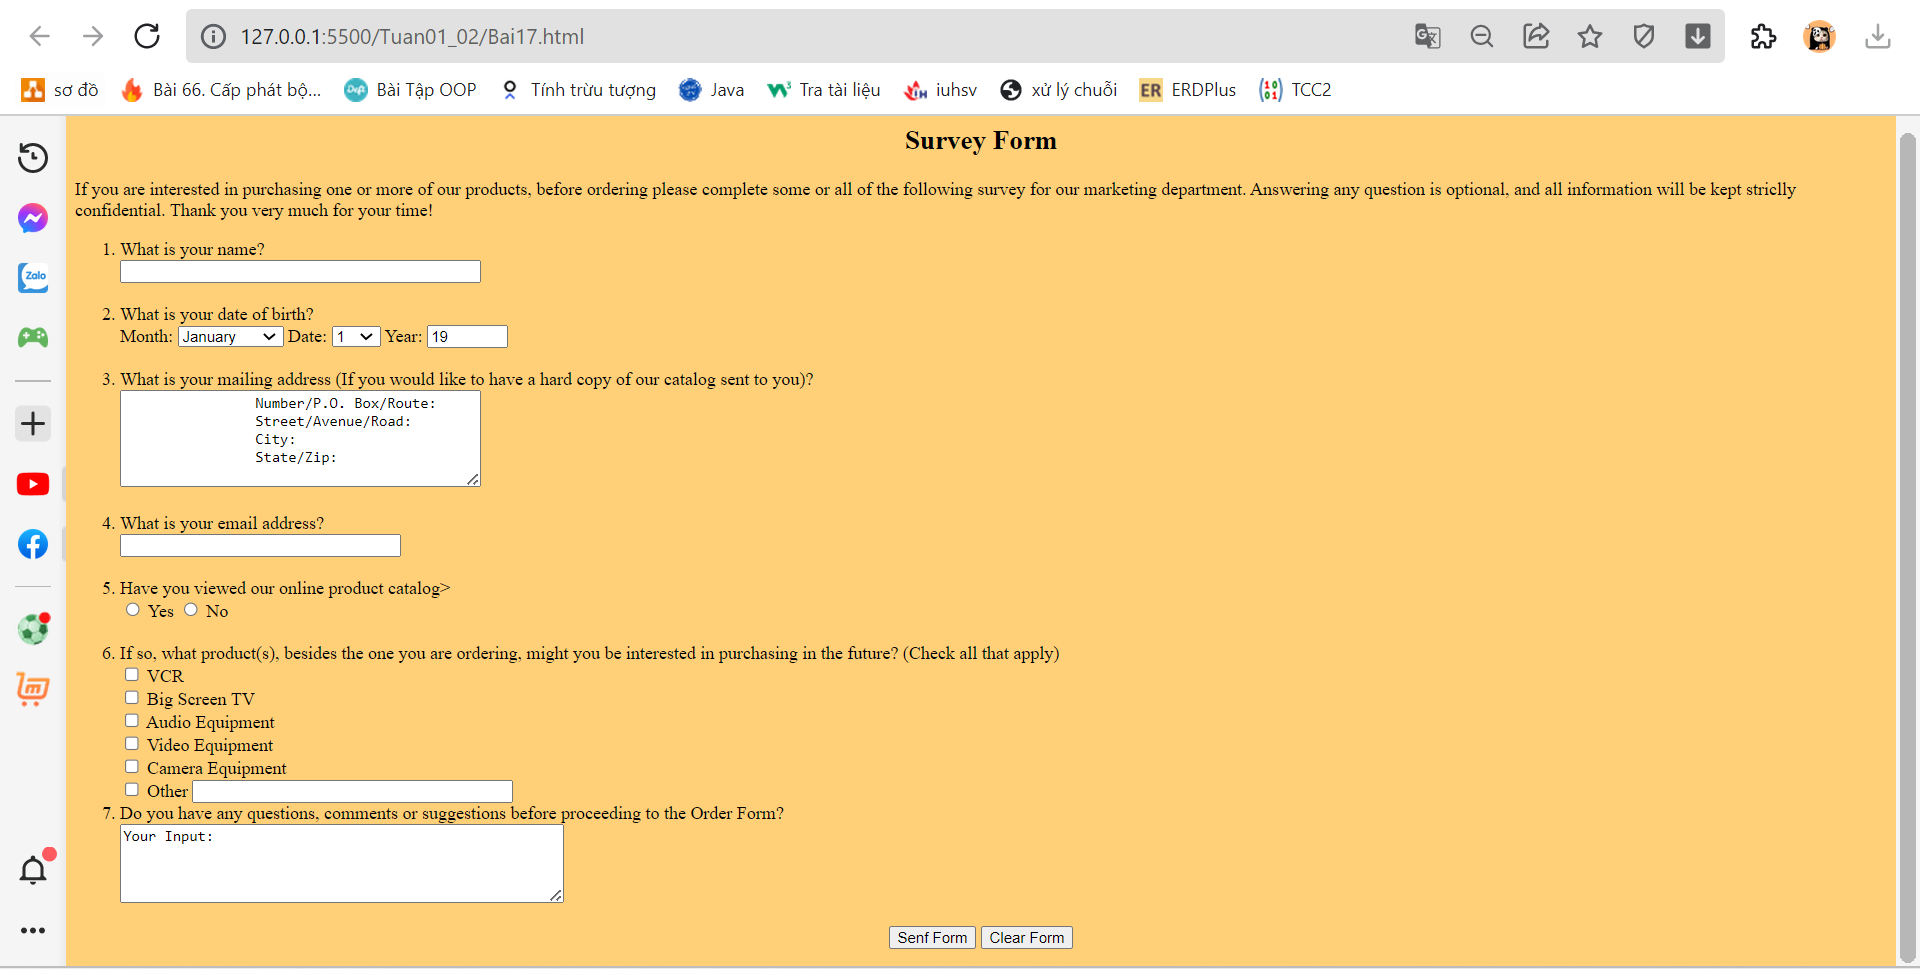 127.0.0.1:5500/Tuan01_02/Bai17.html
sơ đồ Bài 66. Cấp phát bộ... Bài Tập OOP Tính trừu tượng Java Tra tài liệu iuhsv xử lý chuỗi ERDPlus TCC2
Survey Form
If you are interested in purchasing one or more of our products, before ordering please complete some or all of the following survey for our marketing department. Answering any question is optional, and all information will be kept striclly
confidential. Thank you very much for your time!
1. What is your name?
2. What is your date of birth?
Month: January Date: 1 Year: 19
3. What is your mailing address (If you would like to have a hard copy of our catalog sent to you)?
Number/P.O. Box/Route:
Street/Avenue/Road:
City:
State/Zip:
4. What is your email address?
5. Have you viewed our online product catalog>
Yes No
6. If so, what product(s), besides the one you are ordering, might you be interested in purchasing in the future? (Check all that apply)
VCR
Big Screen TV
Audio Equipment
Video Equipment
Camera Equipment
Other
7. Do you have any questions, comments or suggestions before proceeding to the Order Form?
Your Input:
Senf Form Clear Form
Zalo